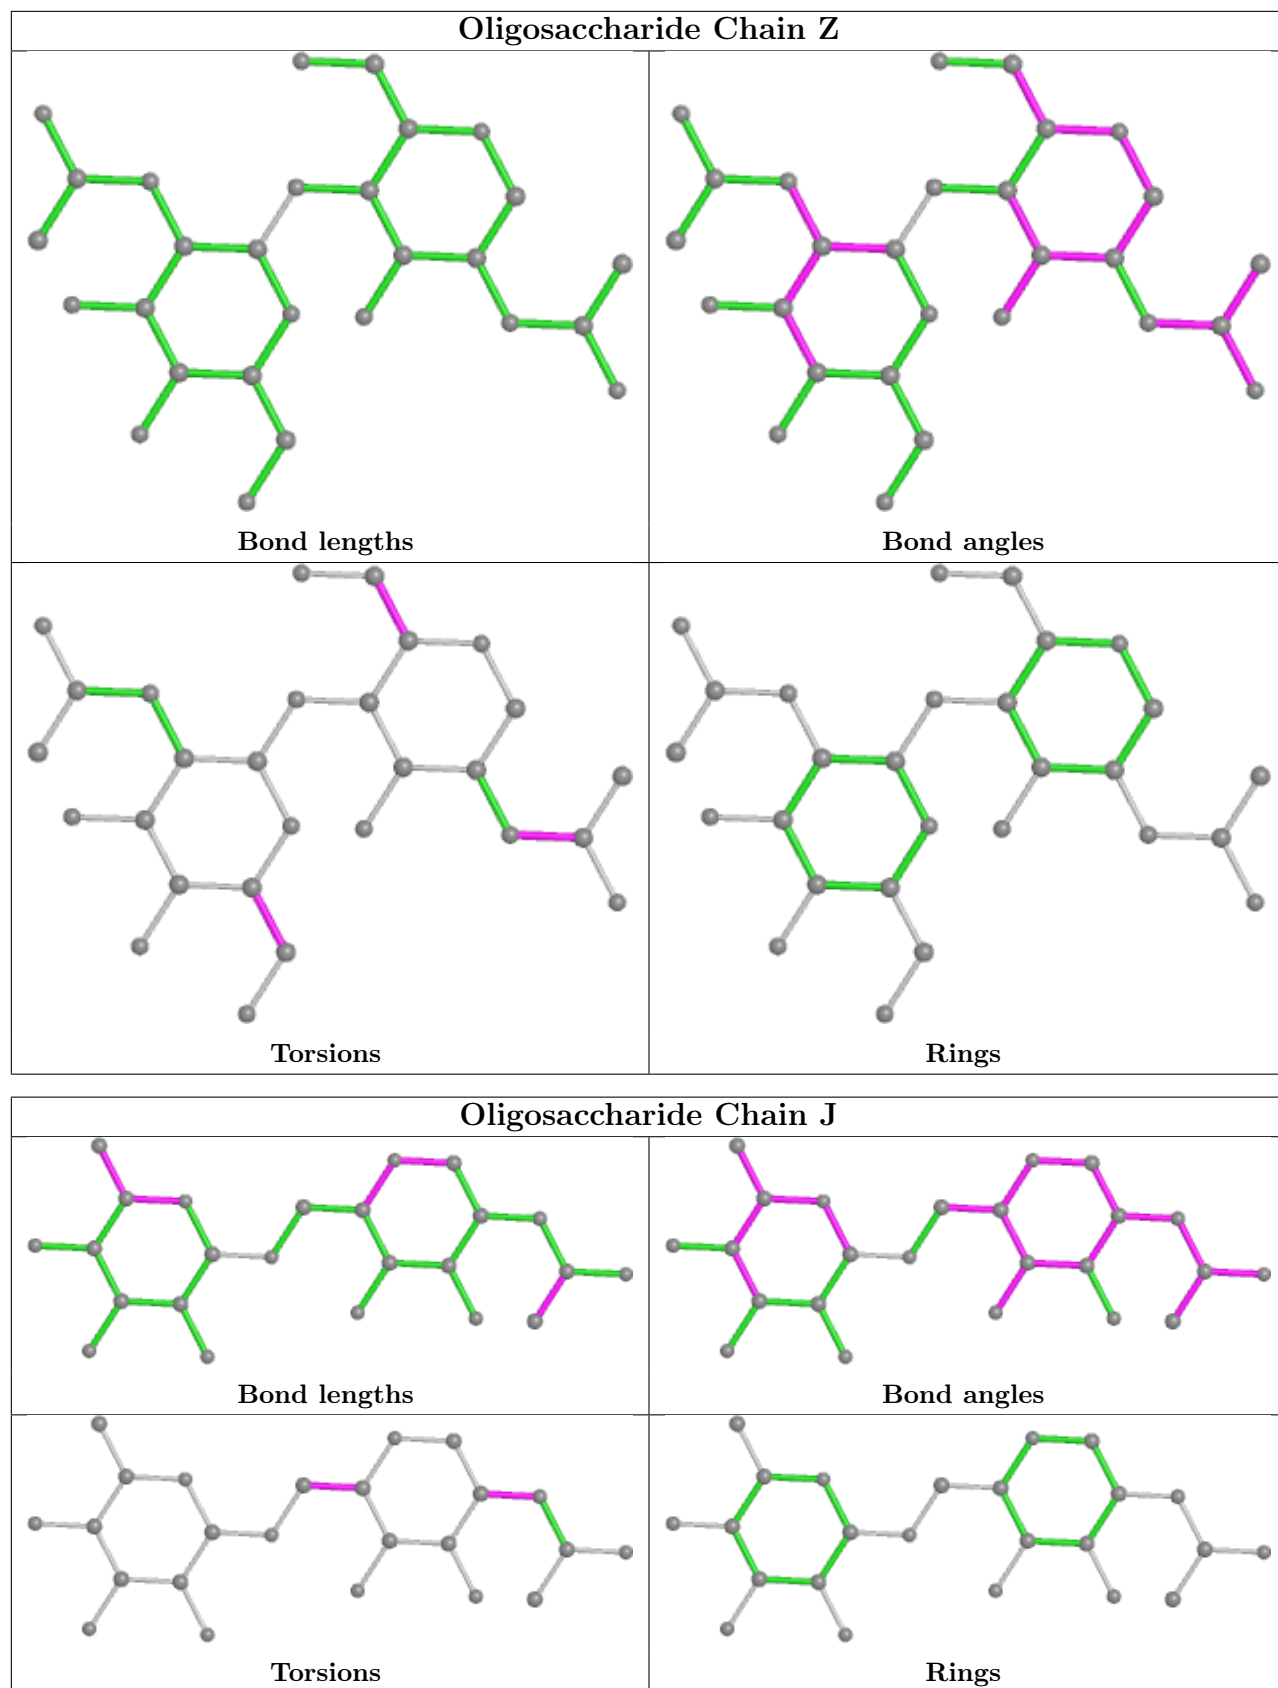 Oligosaccharide Chain Z
Bond lengths
Bond angles
Torsions
Rings
Oligosaccharide Chain J
Bond lengths
Bond angles
Torsions
Rings